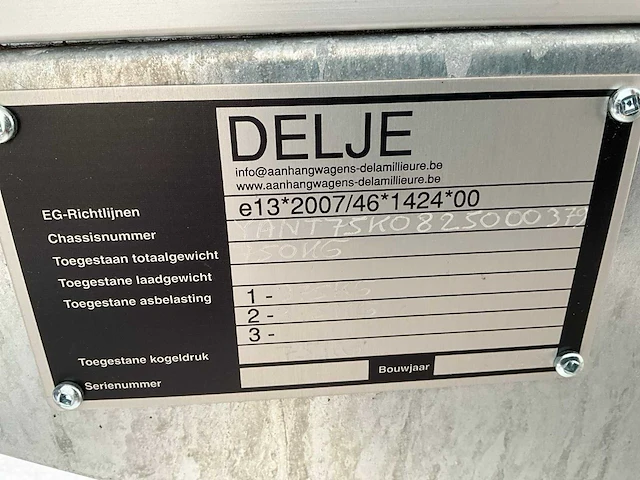 DELJE
info@aanhangwagens-delamillieure.be
www.aanhangwagens-delamillieure.be
EG-Richtlijnen e13*2007/46*1424*00
Chassisnummer YANT75K0825000379
Toegestaan totaalgewicht 750KG
Toegestane laadgewicht
Toegestane asbelasting 1 -
2 -
3 -
Toegestane kogeldruk
Serienummer Bouwjaar